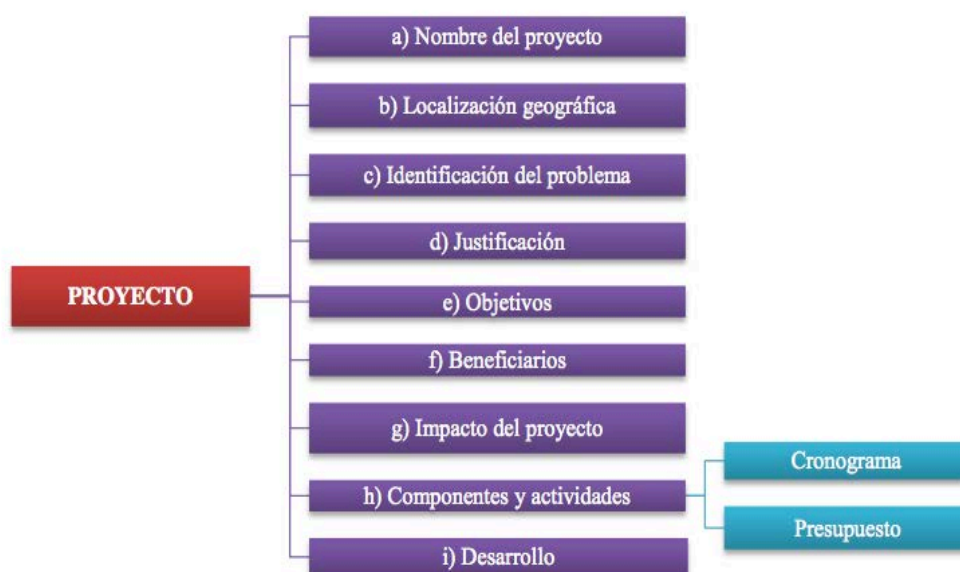 a) Nombre del proyecto
b) Localización geográfica
c) Identificación del problema
d) Justificación
PROYECTO
e) Objetivos
f) Beneficiarios
g) Impacto del proyecto
Cronograma
h) Componentes y actividades
Presupuesto
i) Desarrollo